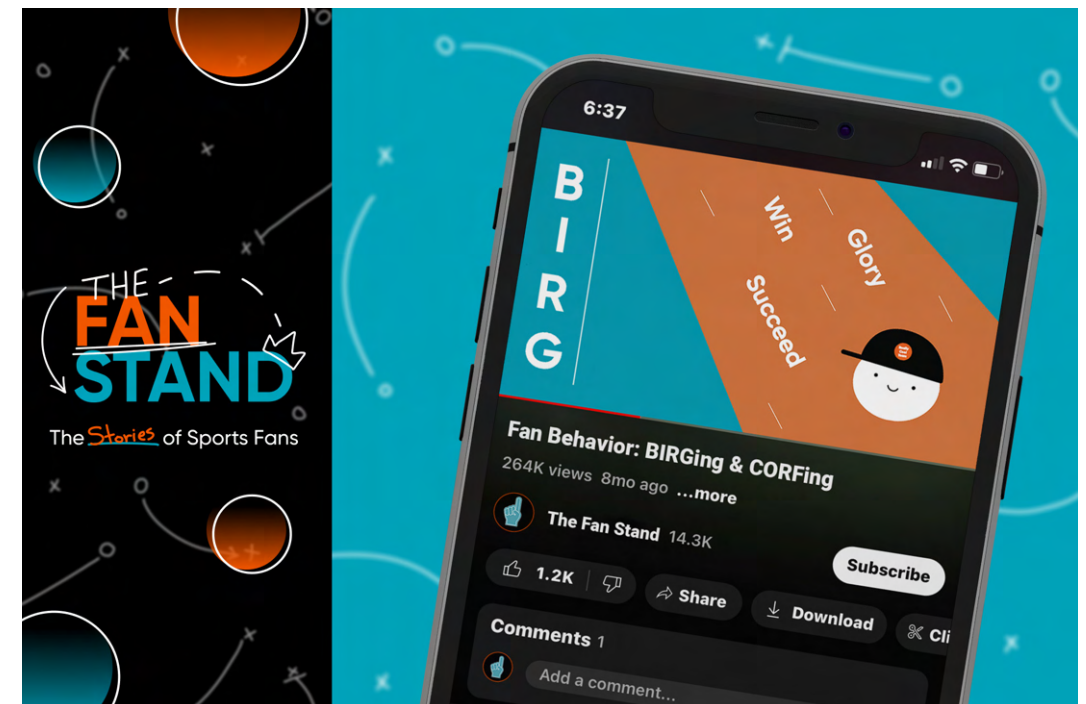 THE
FAN
STAND
The Stories of Sports Fans
6:37
B
I
R
G
Win
Glory
Succeed
Fan Behavior: BIRGing & CORFing
264K views 8mo ago ...more
The Fan Stand 14.3K
Subscribe
1.2K
Share
Download
Cli
Comments 1
Add a comment...